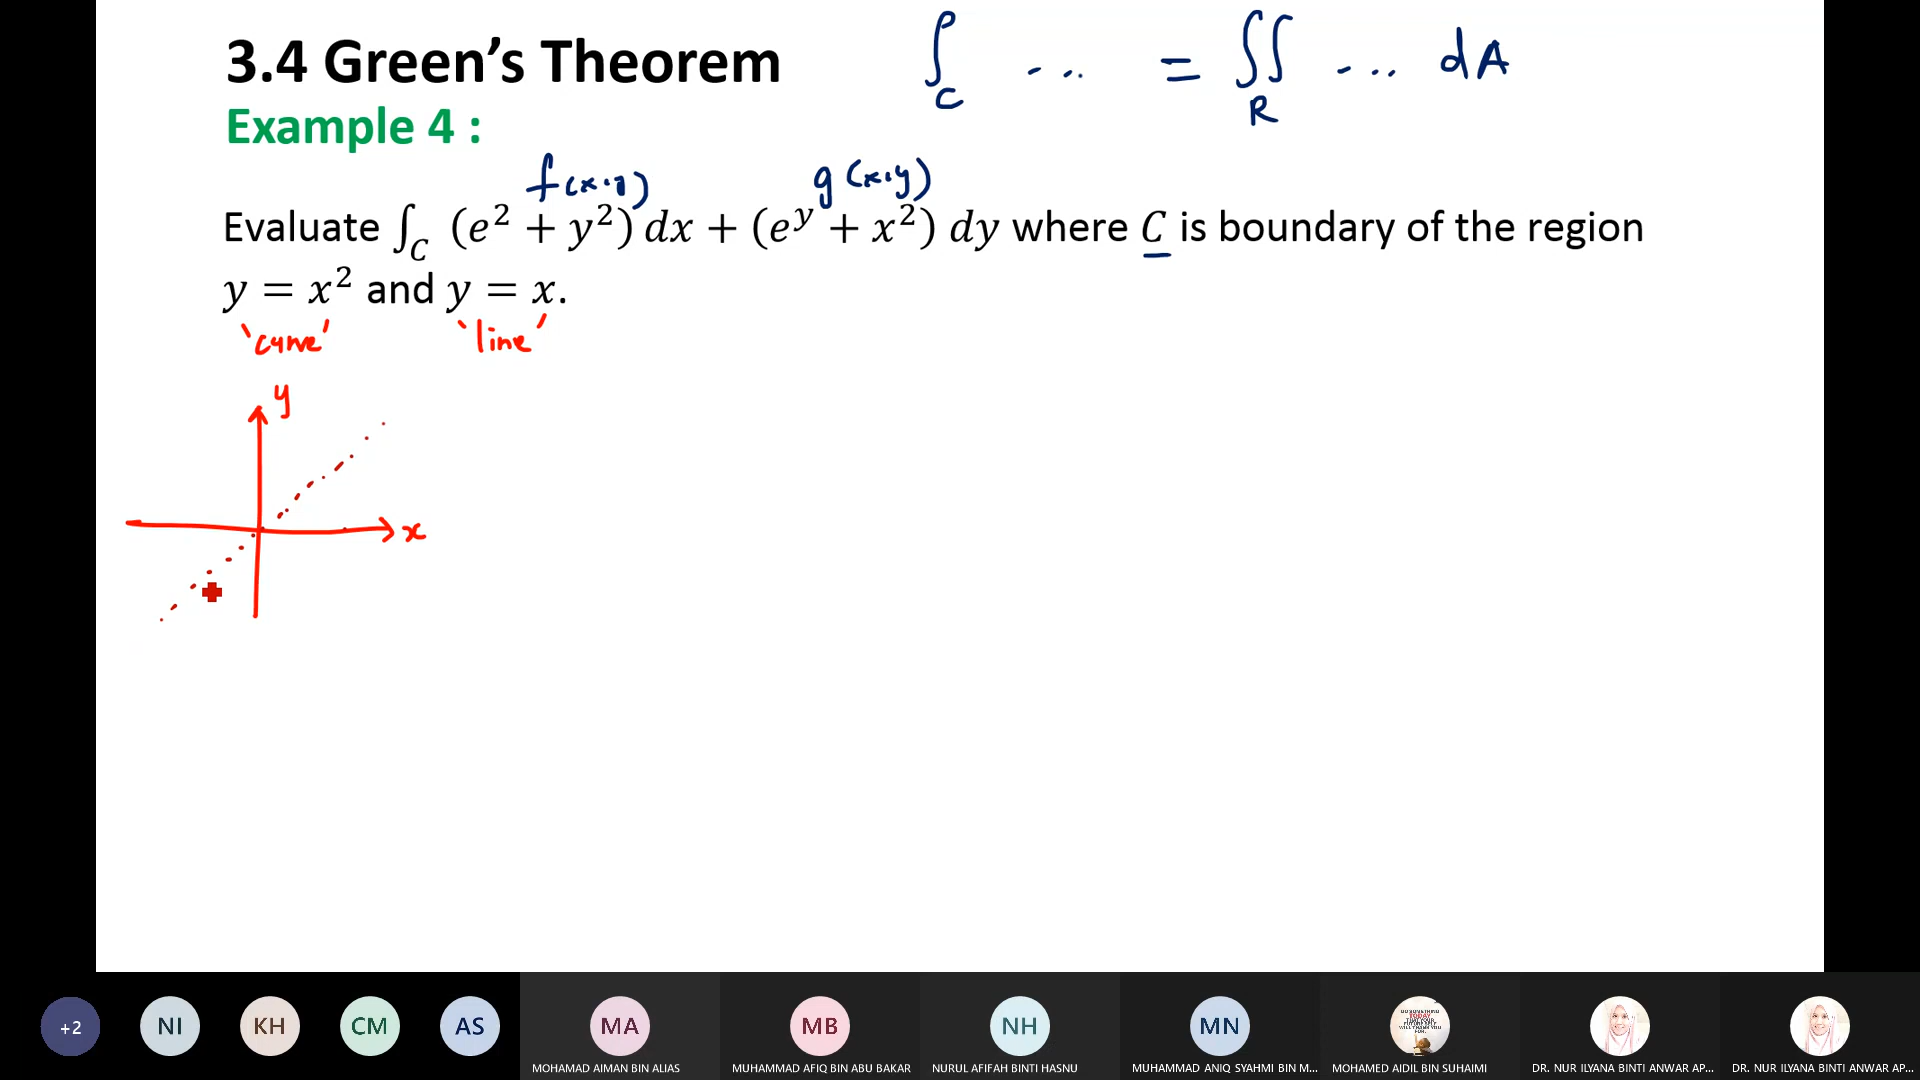 3.4 Green’s Theorem
∫_C ... = ∬_R ... dA
Example 4 :
f(x,y) g(x,y)
Evaluate ∫_C (e² + y²) dx + (e^y + x²) dy where C is boundary of the region
y = x² and y = x.
'curve' 'line'
y
x
+2
NI
KH
CM
AS
MA
MB
NH
MN
MOHAMAD AIMAN BIN ALIAS
MUHAMMAD AFIQ BIN ABU BAKAR
NURUL AFIFAH BINTI HASNU
MUHAMMAD ANIQ SYAHMI BIN M...
MOHAMED AIDIL BIN SUHAIMI
DR. NUR ILYANA BINTI ANWAR AP...
DR. NUR ILYANA BINTI ANWAR AP...